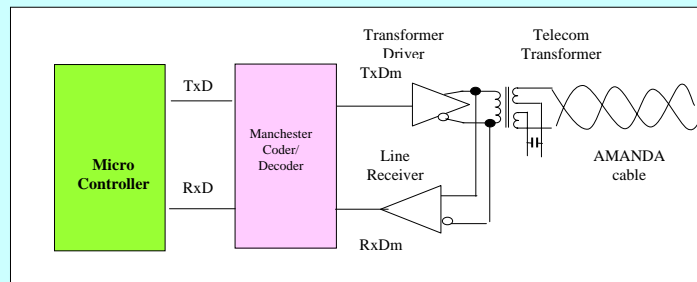 Transformer
Driver
Telecom
Transformer
TxD
TxDm
Manchester
Coder/
Decoder
Micro
Controller
Line
Receiver
RxD
AMANDA
cable
RxDm